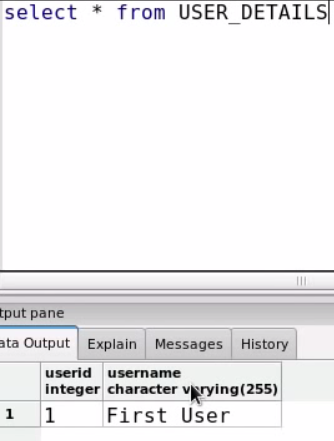 select * from USER_DETAILS
tput pane
ata Output Explain Messages History
userid username
integer character varying(255)
1 1 First User